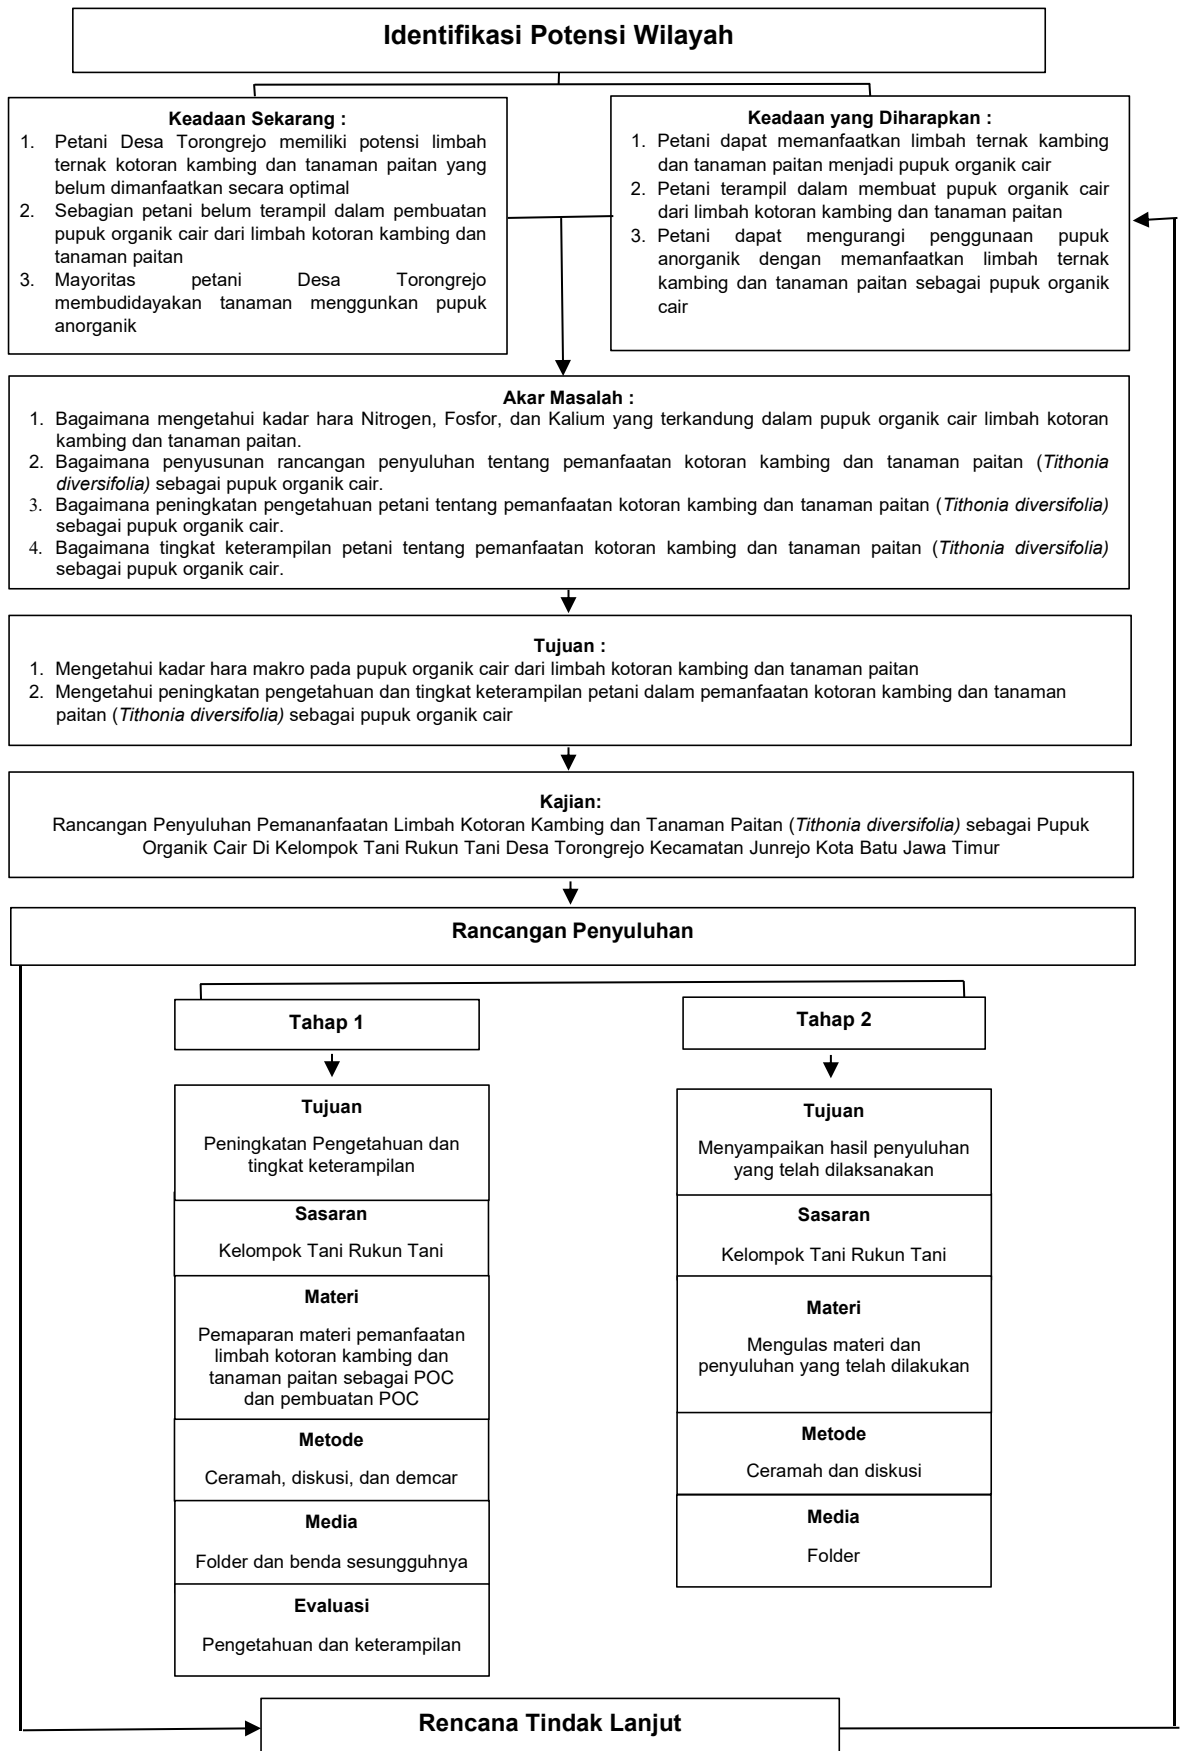 Identifikasi Potensi Wilayah
Keadaan Sekarang :
1. Petani Desa Torongrejo memiliki potensi limbah
ternak kotoran kambing dan tanaman paitan yang
belum dimanfaatkan secara optimal
2. Sebagian petani belum terampil dalam pembuatan
pupuk organik cair dari limbah kotoran kambing dan
tanaman paitan
3. Mayoritas petani Desa Torongrejo
membudidayakan tanaman menggunkan pupuk
anorganik
Keadaan yang Diharapkan :
1. Petani dapat memanfaatkan limbah ternak kambing
dan tanaman paitan menjadi pupuk organik cair
2. Petani terampil dalam membuat pupuk organik cair
dari limbah kotoran kambing dan tanaman paitan
3. Petani dapat mengurangi penggunaan pupuk
anorganik dengan memanfaatkan limbah ternak
kambing dan tanaman paitan sebagai pupuk organik
cair
Akar Masalah :
1. Bagaimana mengetahui kadar hara Nitrogen, Fosfor, dan Kalium yang terkandung dalam pupuk organik cair limbah kotoran
kambing dan tanaman paitan.
2. Bagaimana penyusunan rancangan penyuluhan tentang pemanfaatan kotoran kambing dan tanaman paitan (Tithonia
diversifolia) sebagai pupuk organik cair.
3. Bagaimana peningkatan pengetahuan petani tentang pemanfaatan kotoran kambing dan tanaman paitan (Tithonia diversifolia)
sebagai pupuk organik cair.
4. Bagaimana tingkat keterampilan petani tentang pemanfaatan kotoran kambing dan tanaman paitan (Tithonia diversifolia)
sebagai pupuk organik cair.
Tujuan :
1. Mengetahui kadar hara makro pada pupuk organik cair dari limbah kotoran kambing dan tanaman paitan
2. Mengetahui peningkatan pengetahuan dan tingkat keterampilan petani dalam pemanfaatan kotoran kambing dan tanaman
paitan (Tithonia diversifolia) sebagai pupuk organik cair
Kajian:
Rancangan Penyuluhan Pemananfaatan Limbah Kotoran Kambing dan Tanaman Paitan (Tithonia diversifolia) sebagai Pupuk
Organik Cair Di Kelompok Tani Rukun Tani Desa Torongrejo Kecamatan Junrejo Kota Batu Jawa Timur
Rancangan Penyuluhan
Tahap 1
Tujuan
Peningkatan Pengetahuan dan
tingkat keterampilan
Sasaran
Kelompok Tani Rukun Tani
Materi
Pemaparan materi pemanfaatan
limbah kotoran kambing dan
tanaman paitan sebagai POC
dan pembuatan POC
Metode
Ceramah, diskusi, dan demcar
Media
Folder dan benda sesungguhnya
Evaluasi
Pengetahuan dan keterampilan
Tahap 2
Tujuan
Menyampaikan hasil penyuluhan
yang telah dilaksanakan
Sasaran
Kelompok Tani Rukun Tani
Materi
Mengulas materi dan
penyuluhan yang telah dilakukan
Metode
Ceramah dan diskusi
Media
Folder
Rencana Tindak Lanjut